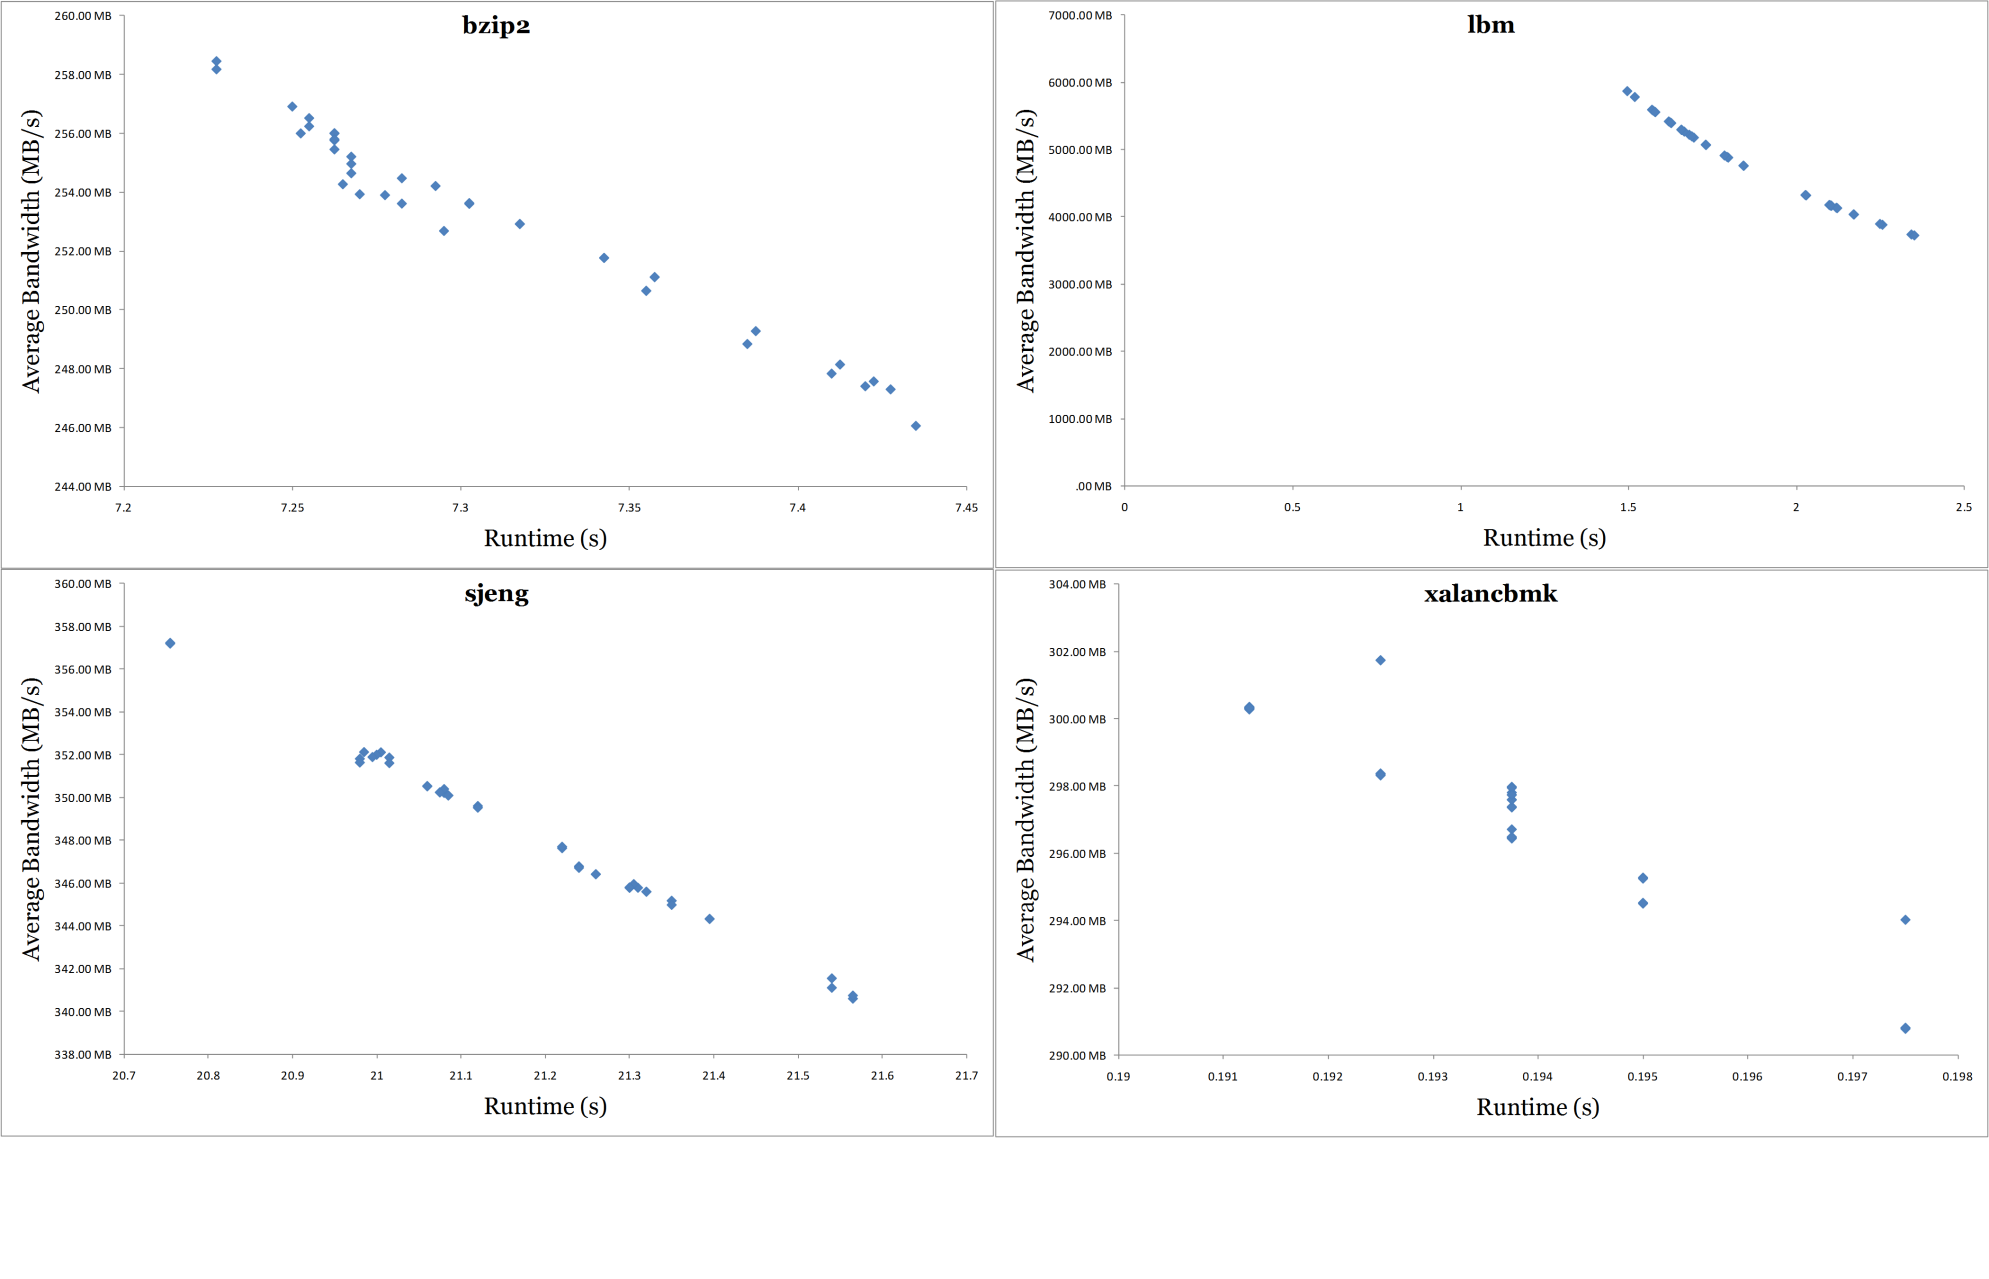 bzip2
Average Bandwidth (MB/s)
260.00 MB
258.00 MB
256.00 MB
254.00 MB
252.00 MB
250.00 MB
248.00 MB
246.00 MB
244.00 MB
7.2 7.25 7.3 7.35 7.4 7.45
Runtime (s)
lbm
Average Bandwidth (MB/s)
7000.00 MB
6000.00 MB
5000.00 MB
4000.00 MB
3000.00 MB
2000.00 MB
1000.00 MB
.00 MB
0 0.5 1 1.5 2 2.5
Runtime (s)
sjeng
Average Bandwidth (MB/s)
360.00 MB
358.00 MB
356.00 MB
354.00 MB
352.00 MB
350.00 MB
348.00 MB
346.00 MB
344.00 MB
342.00 MB
340.00 MB
338.00 MB
20.7 20.8 20.9 21 21.1 21.2 21.3 21.4 21.5 21.6 21.7
Runtime (s)
xalancbmk
Average Bandwidth (MB/s)
304.00 MB
302.00 MB
300.00 MB
298.00 MB
296.00 MB
294.00 MB
292.00 MB
290.00 MB
0.19 0.191 0.192 0.193 0.194 0.195 0.196 0.197 0.198
Runtime (s)